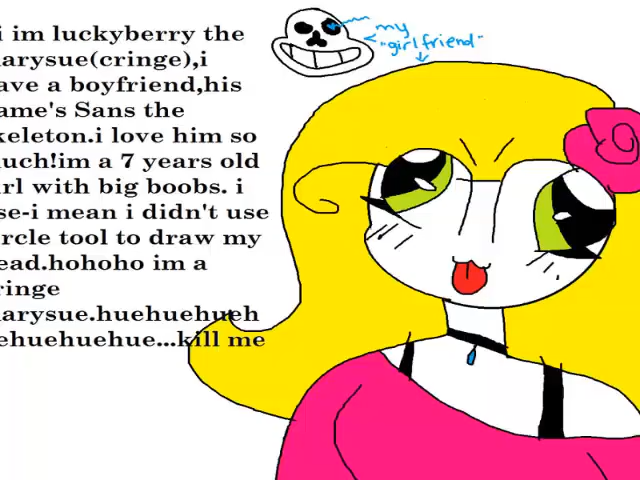 i im luckyberry the
arysue(cringe),i
ave a boyfriend,his
ame's Sans the
keleton.i love him so
uch!im a 7 years old
irl with big boobs. i
se-i mean i didn't use
ircle tool to draw my
ead.hohoho im a
ringe
arysue.huehuehueh
ehuehuehue...kill me
my
"girlfriend"